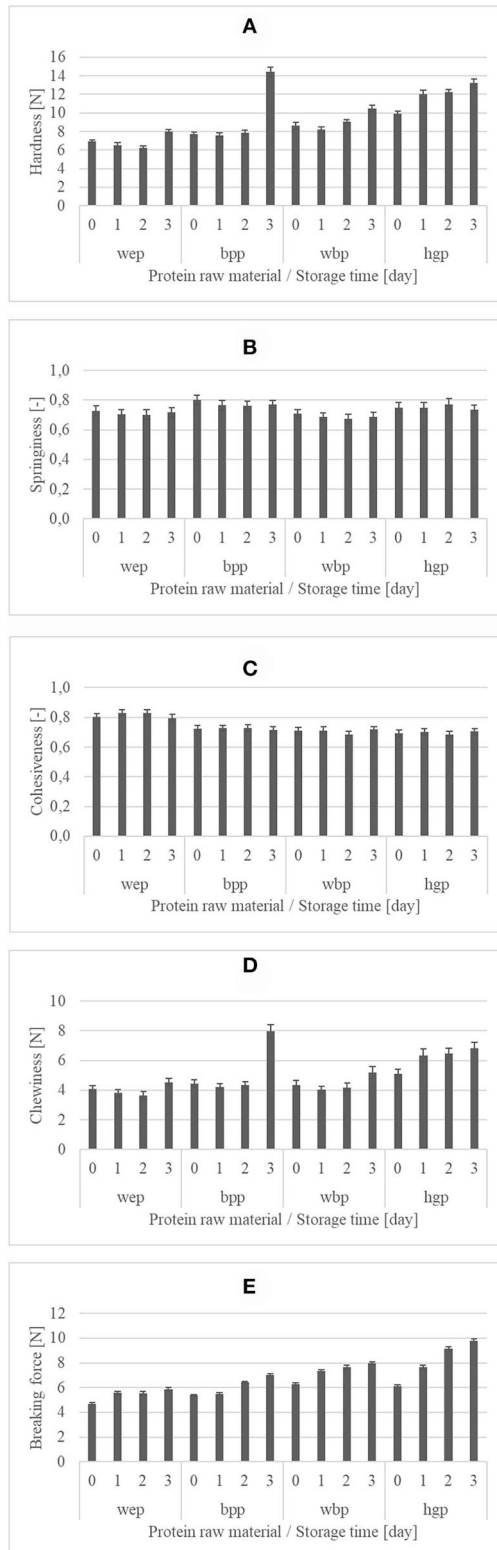 A
Hardness [N]
16
14
12
10
8
6
4
2
0
0 1 2 3 0 1 2 3 0 1 2 3 0 1 2 3
wep bpp wbp hgp
Protein raw material / Storage time [day]
B
Springiness [-]
1,0
0,8
0,6
0,4
0,2
0,0
0 1 2 3 0 1 2 3 0 1 2 3 0 1 2 3
wep bpp wbp hgp
Protein raw material / Storage time [day]
C
Cohesiveness [-]
1,0
0,8
0,6
0,4
0,2
0,0
0 1 2 3 0 1 2 3 0 1 2 3 0 1 2 3
wep bpp wbp hgp
Protein raw material / Storage time [day]
D
Chewiness [N]
10
8
6
4
2
0
0 1 2 3 0 1 2 3 0 1 2 3 0 1 2 3
wep bpp wbp hgp
Protein raw material / Storage time [day]
E
Breaking force [N]
12
10
8
6
4
2
0
0 1 2 3 0 1 2 3 0 1 2 3 0 1 2 3
wep bpp wbp hgp
Protein raw material / Storage time [day]